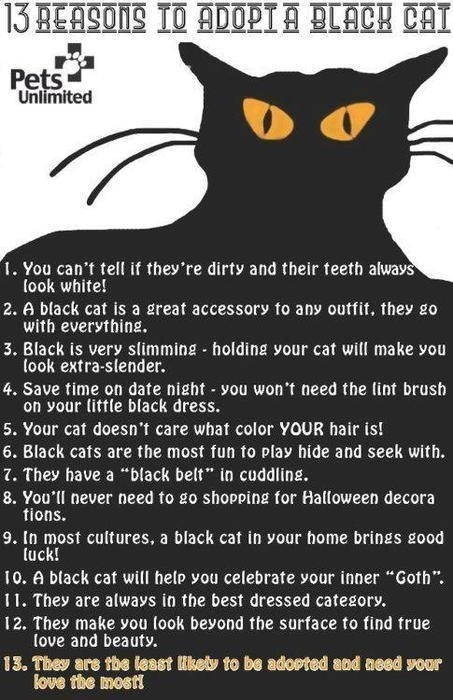 13 REASONS TO ADOPT A BLACK CAT
Pets
Unlimited
1. You can't tell if they're dirty and their teeth always
look white!
2. A black cat is a great accessory to any outfit, they go
with everything.
3. Black is very slimming - holding your cat will make you
look extra-slender.
4. Save time on date night - you won't need the lint brush
on your little black dress.
5. Your cat doesn't care what color YOUR hair is!
6. Black cats are the most fun to play hide and seek with.
7. They have a "black belt" in cuddling.
8. You'll never need to go shopping for Halloween decora
tions.
9. In most cultures, a black cat in your home brings good
luck!
10. A black cat will help you celebrate your inner "Goth".
11. They are always in the best dressed category.
12. They make you look beyond the surface to find true
love and beauty.
13. They are the least likely to be adopted and need your
love the most!